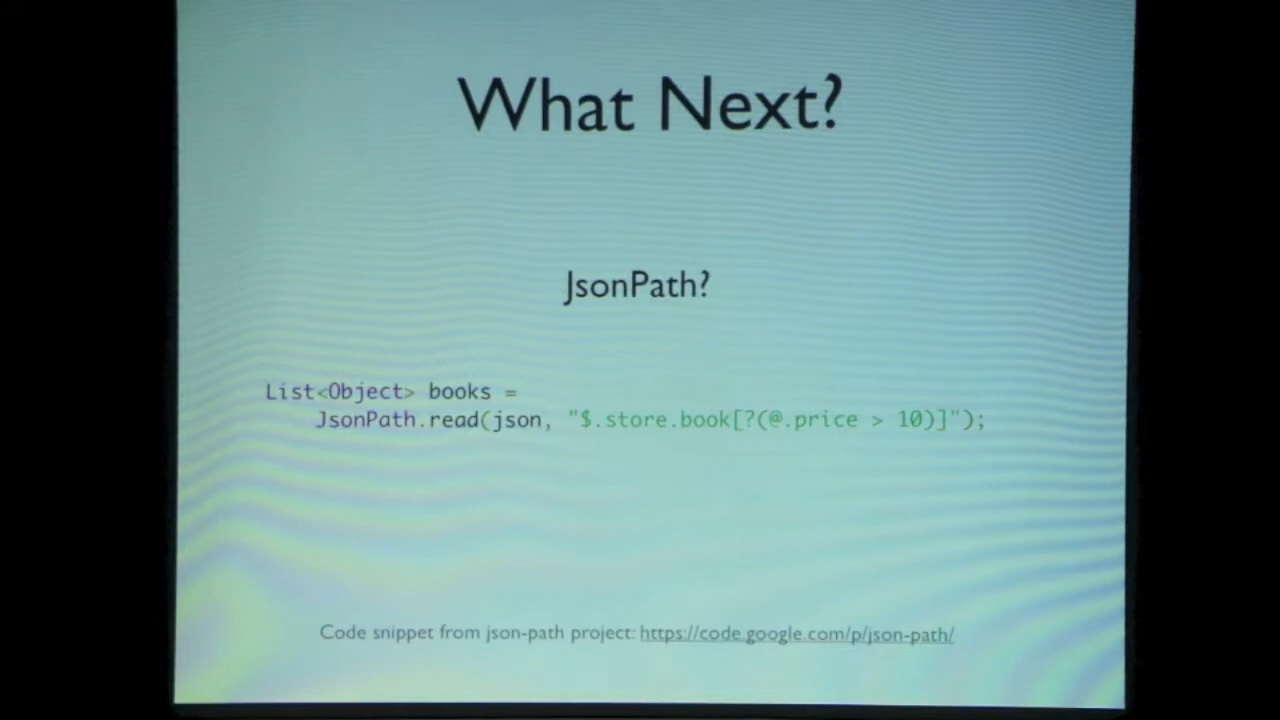 What Next?
JsonPath?
List<Object> books =
JsonPath.read(json, "$.store.book[?(@.price > 10)]");
Code snippet from json-path project: https://code.google.com/p/json-path/